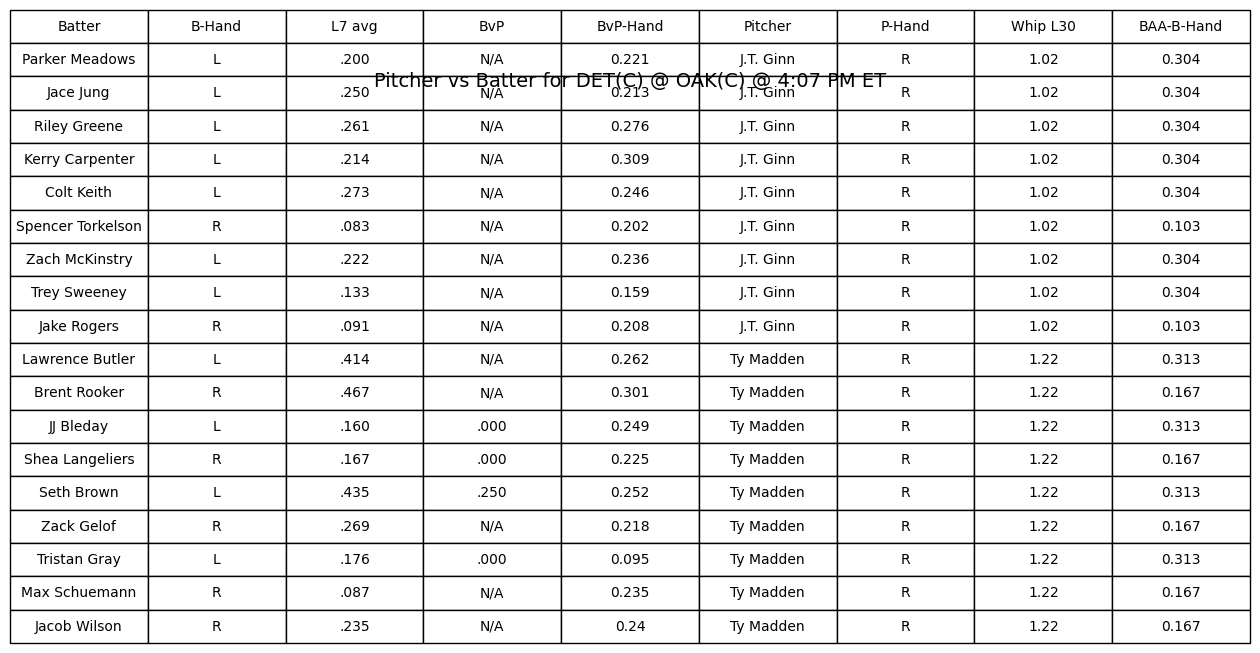 Batter B-Hand L7 avg BvP BvP-Hand Pitcher P-Hand Whip L30 BAA-B-Hand
Parker Meadows L .200 N/A 0.221 J.T. Ginn R 1.02 0.304
Pitcher vs Batter for DET(C) @ OAK(C) @ 4:07 PM ET
Jace Jung L .250 N/A 0.213 J.T. Ginn R 1.02 0.304
Riley Greene L .261 N/A 0.276 J.T. Ginn R 1.02 0.304
Kerry Carpenter L .214 N/A 0.309 J.T. Ginn R 1.02 0.304
Colt Keith L .273 N/A 0.246 J.T. Ginn R 1.02 0.304
Spencer Torkelson R .083 N/A 0.202 J.T. Ginn R 1.02 0.103
Zach McKinstry L .222 N/A 0.236 J.T. Ginn R 1.02 0.304
Trey Sweeney L .133 N/A 0.159 J.T. Ginn R 1.02 0.304
Jake Rogers R .091 N/A 0.208 J.T. Ginn R 1.02 0.103
Lawrence Butler L .414 N/A 0.262 Ty Madden R 1.22 0.313
Brent Rooker R .467 N/A 0.301 Ty Madden R 1.22 0.167
JJ Bleday L .160 .000 0.249 Ty Madden R 1.22 0.313
Shea Langeliers R .167 .000 0.225 Ty Madden R 1.22 0.167
Seth Brown L .435 .250 0.252 Ty Madden R 1.22 0.313
Zack Gelof R .269 N/A 0.218 Ty Madden R 1.22 0.167
Tristan Gray L .176 .000 0.095 Ty Madden R 1.22 0.313
Max Schuemann R .087 N/A 0.235 Ty Madden R 1.22 0.167
Jacob Wilson R .235 N/A 0.24 Ty Madden R 1.22 0.167